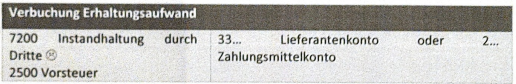 Verbuchung Erhaltungsaufwand
7200 Instandhaltung durch
Dritte ☹
2500 Vorsteuer
33... Lieferantenkonto oder 2...
Zahlungsmittelkonto